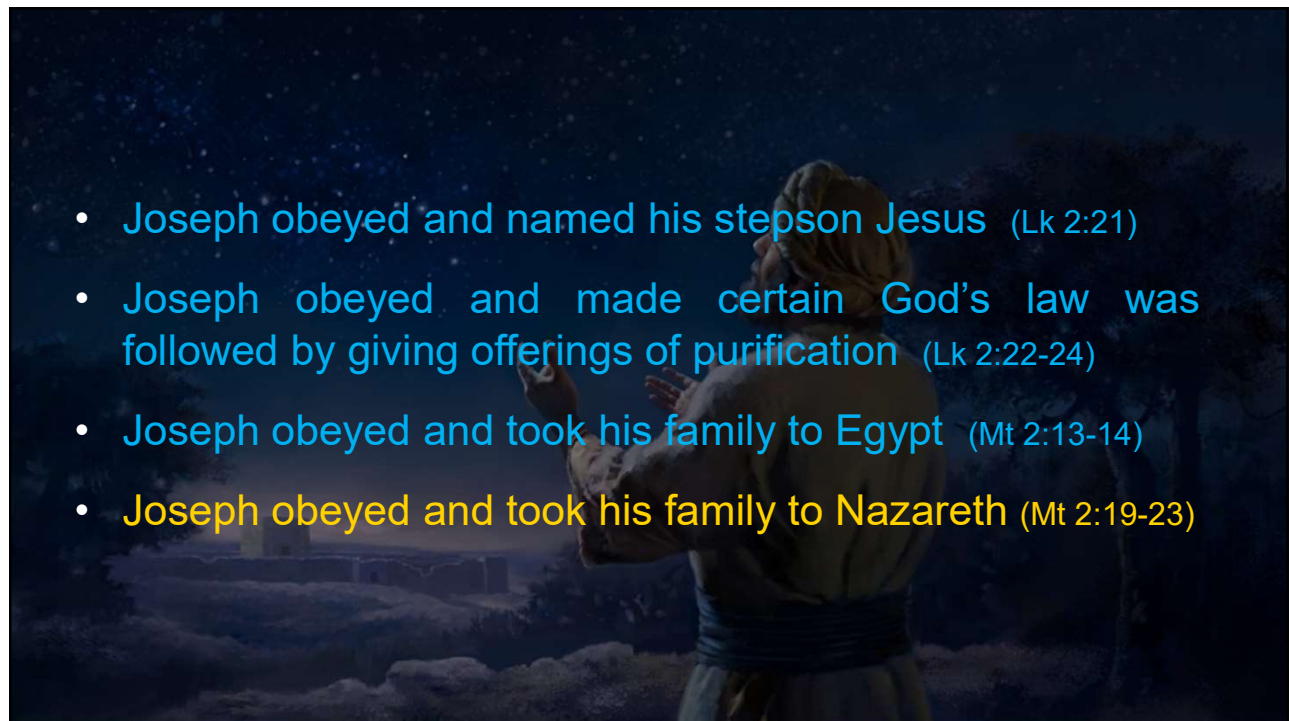 • Joseph obeyed and named his stepson Jesus (Lk 2:21)
• Joseph obeyed and made certain God’s law was
followed by giving offerings of purification (Lk 2:22-24)
• Joseph obeyed and took his family to Egypt (Mt 2:13-14)
• Joseph obeyed and took his family to Nazareth (Mt 2:19-23)